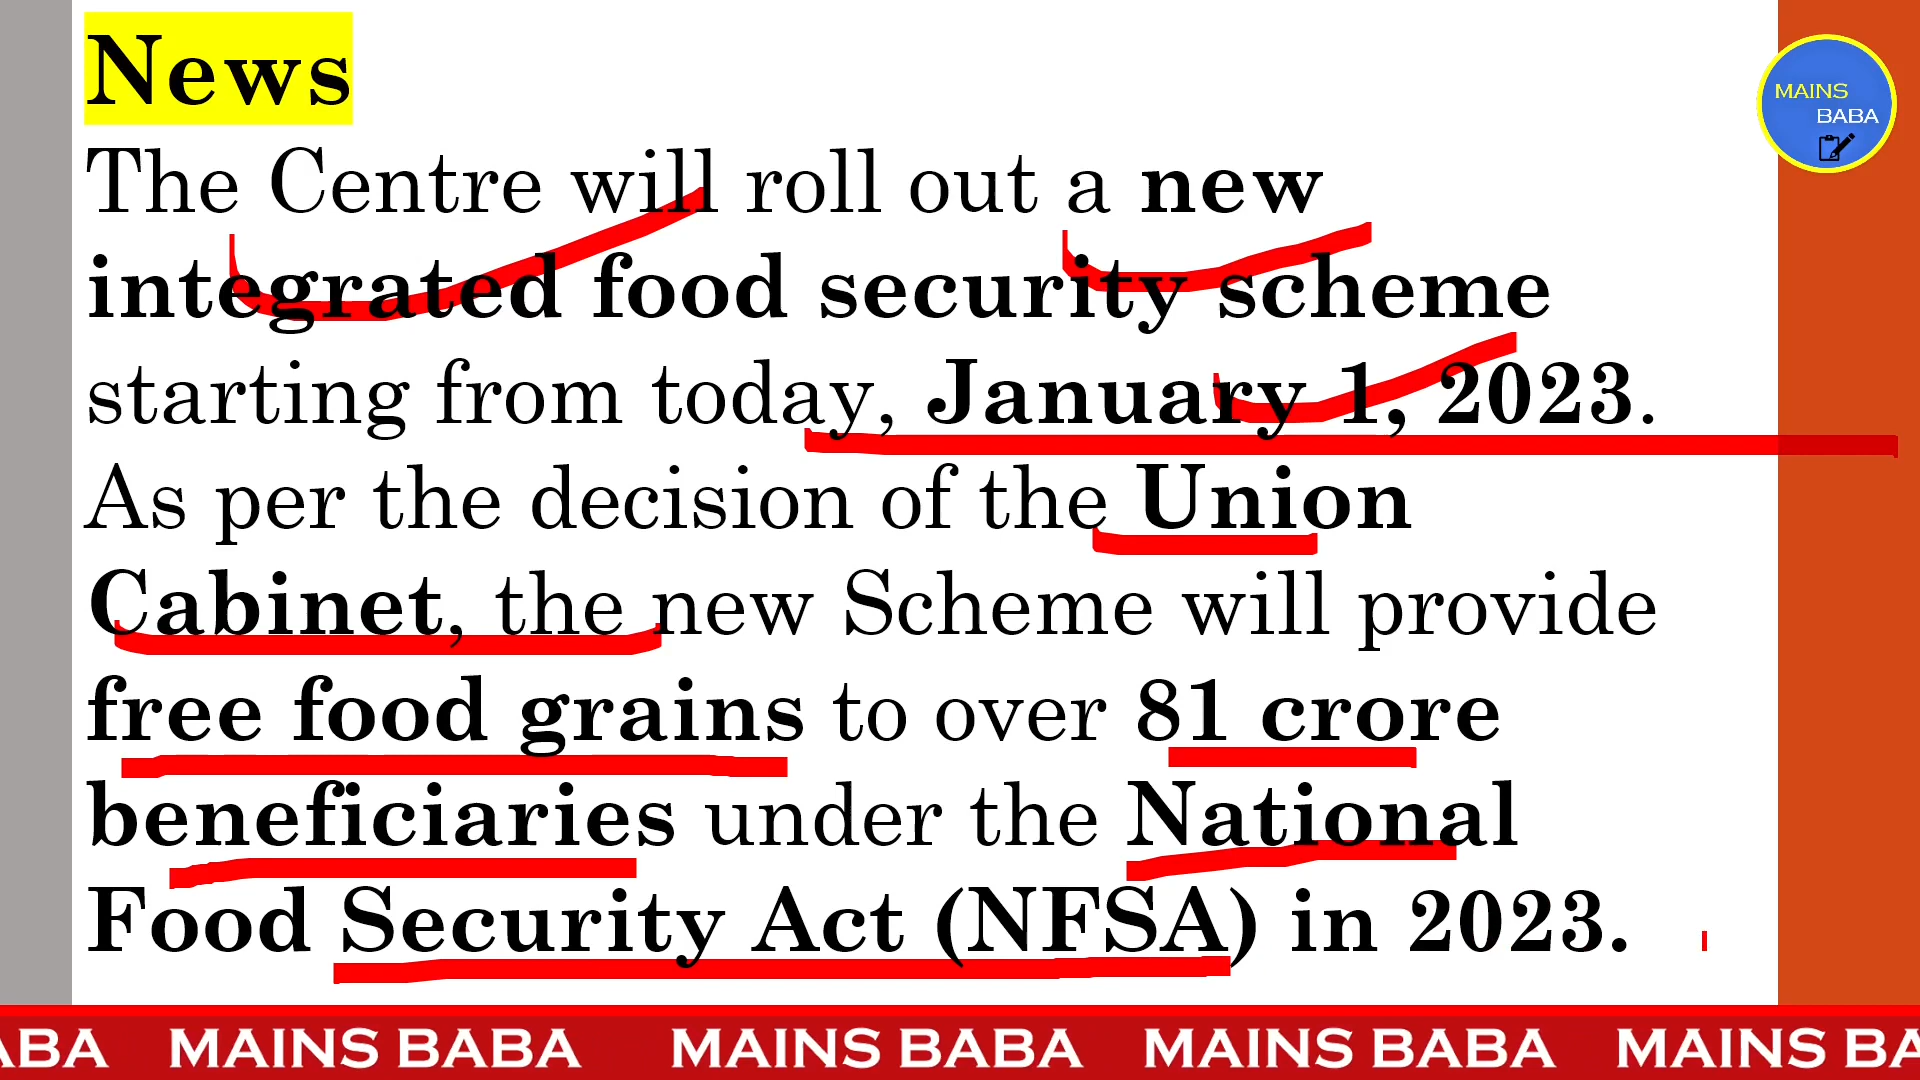 News
The Centre will roll out a new
integrated food security scheme
starting from today, January 1, 2023.
As per the decision of the Union
Cabinet, the new Scheme will provide
free food grains to over 81 crore
beneficiaries under the National
Food Security Act (NFSA) in 2023.
MAINS
BABA
ABA MAINS BABA MAINS BABA MAINS BABA MAINS BA